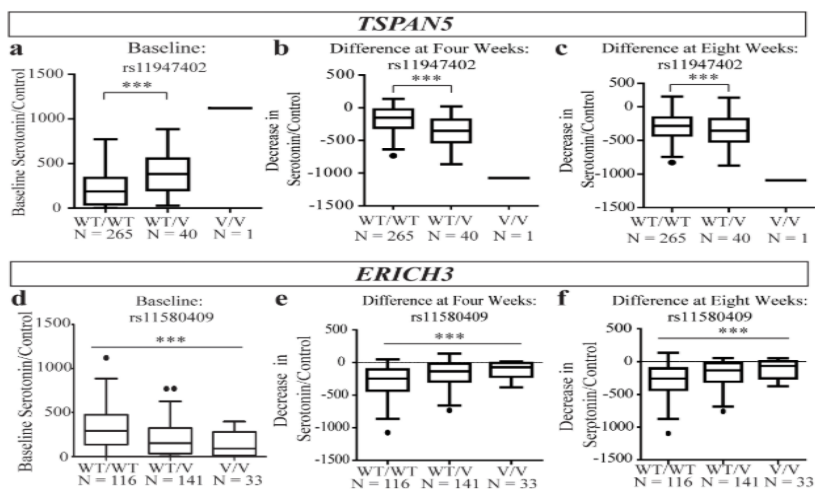 TSPAN5
a
Baseline:
rs11947402
***
Baseline Serotonin/Control
1500
1000
500
0
WT/WT WT/V V/V
N = 265 N = 40 N = 1
b
Difference at Four Weeks:
rs11947402
***
Decrease in
Serotonin/Control
500
0
-500
-1000
-1500
WT/WT WT/V V/V
N = 265 N = 40 N = 1
c
Difference at Eight Weeks:
rs11947402
***
Decrease in
Serotonin/Control
500
0
-500
-1000
-1500
WT/WT WT/V V/V
N = 265 N = 40 N = 1
ERICH3
d
Baseline:
rs11580409
***
Baseline Serotonin/Control
1500
1000
500
0
WT/WT WT/V V/V
N = 116 N = 141 N = 33
e
Difference at Four Weeks:
rs11580409
***
Decrease in
Serotonin/Control
500
0
-500
-1000
-1500
WT/WT WT/V V/V
N = 116 N = 141 N = 33
f
Difference at Eight Weeks:
rs11580409
***
Decrease in
Serotonin/Control
500
0
-500
-1000
-1500
WT/WT WT/V V/V
N = 116 N = 141 N = 33